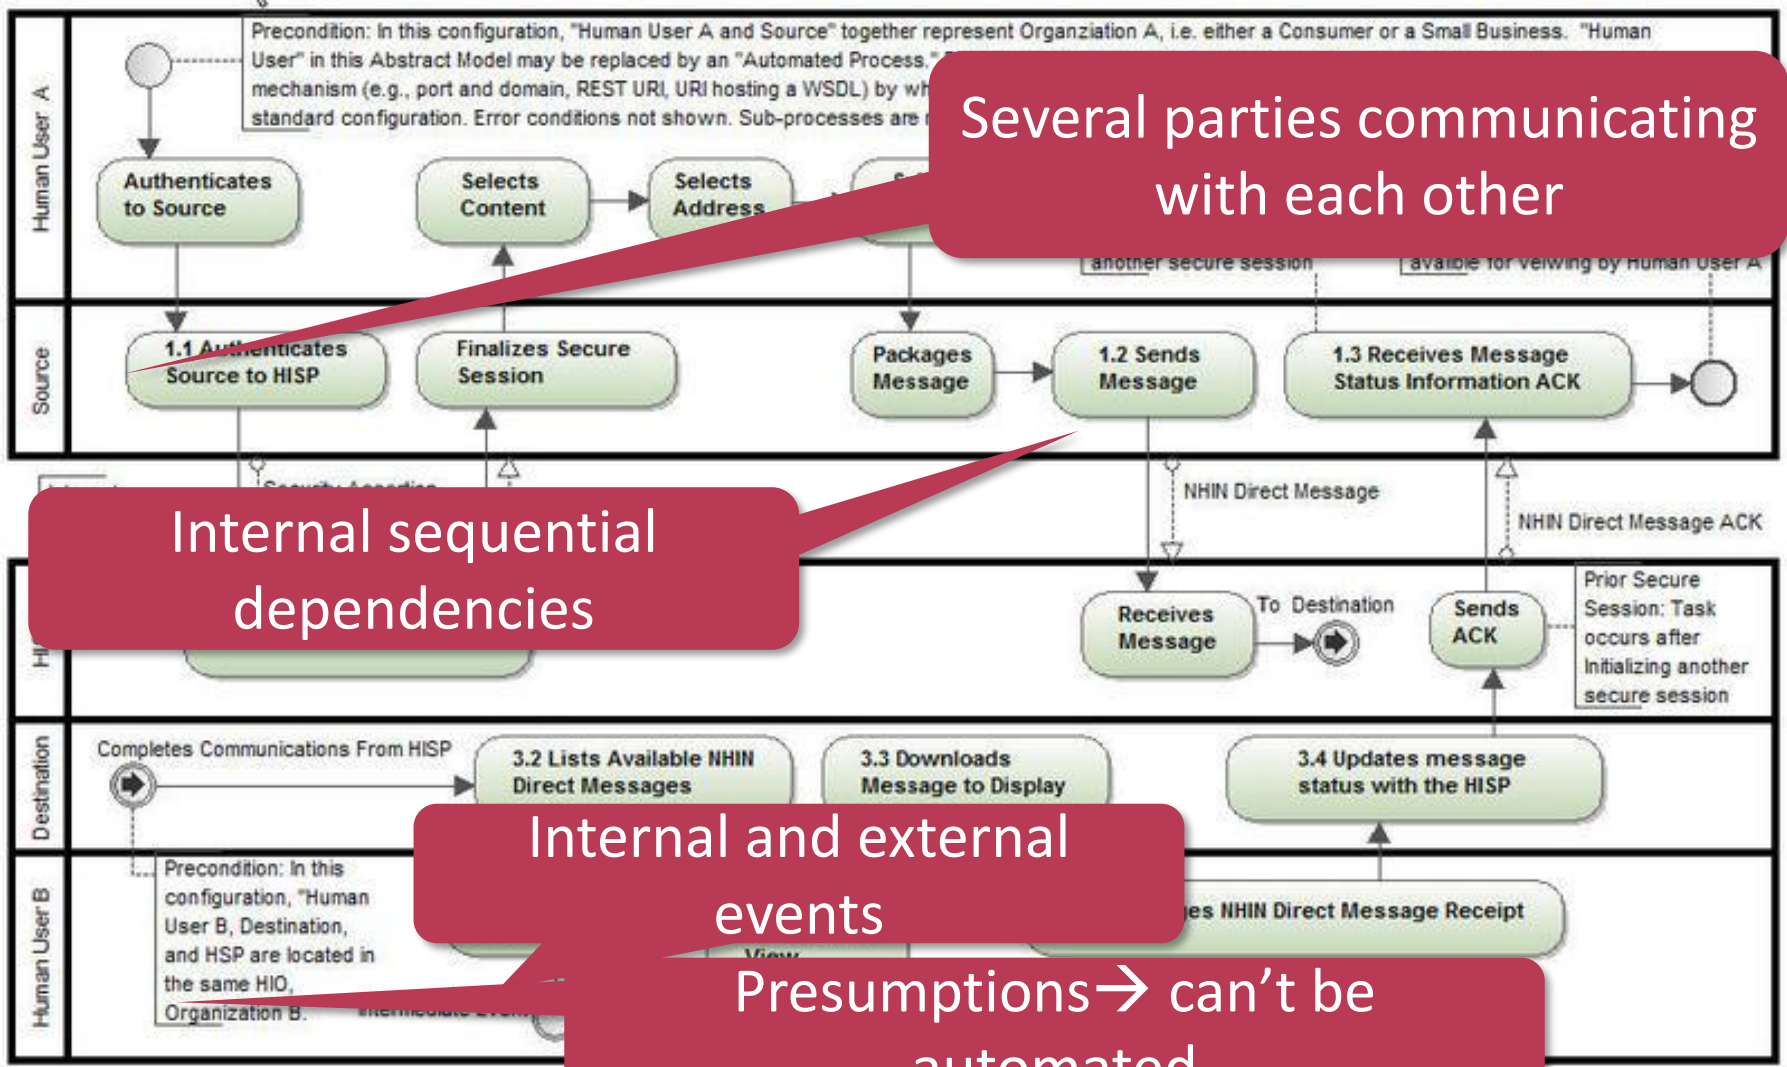 Precondition: In this configuration, "Human User A and Source" together represent Organziation A, i.e. either a Consumer or a Small Business. "Human
User" in this Abstract Model may be replaced by an "Automated Process."
mechanism (e.g., port and domain, REST URI, URI hosting a WSDL) by
standard configuration. Error conditions not shown. Sub-processes are
Several parties communicating
with each other
Human User A
Authenticates
to Source
Selects
Content
Selects
Address
another secure session
availble for veiwing by Human User A
Source
1.1 Authenticates
Source to HISP
Finalizes Secure
Session
Packages
Message
1.2 Sends
Message
1.3 Receives Message
Status Information ACK
Security Assertion
NHIN Direct Message
NHIN Direct Message ACK
Internal sequential
dependencies
Receives
Message
To Destination
Sends
ACK
Prior Secure
Session: Task
occurs after
Initializing another
secure session
Destination
Completes Communications From HISP
3.2 Lists Available NHIN
Direct Messages
3.3 Downloads
Message to Display
3.4 Updates message
status with the HISP
Internal and external
events
Human User B
Precondition: In this
configuration, "Human
User B, Destination,
and HSP are located in
the same HIO,
Organization B.
NHIN Direct Message Receipt
View
Intermediate Event
Presumptions→ can't be
automated